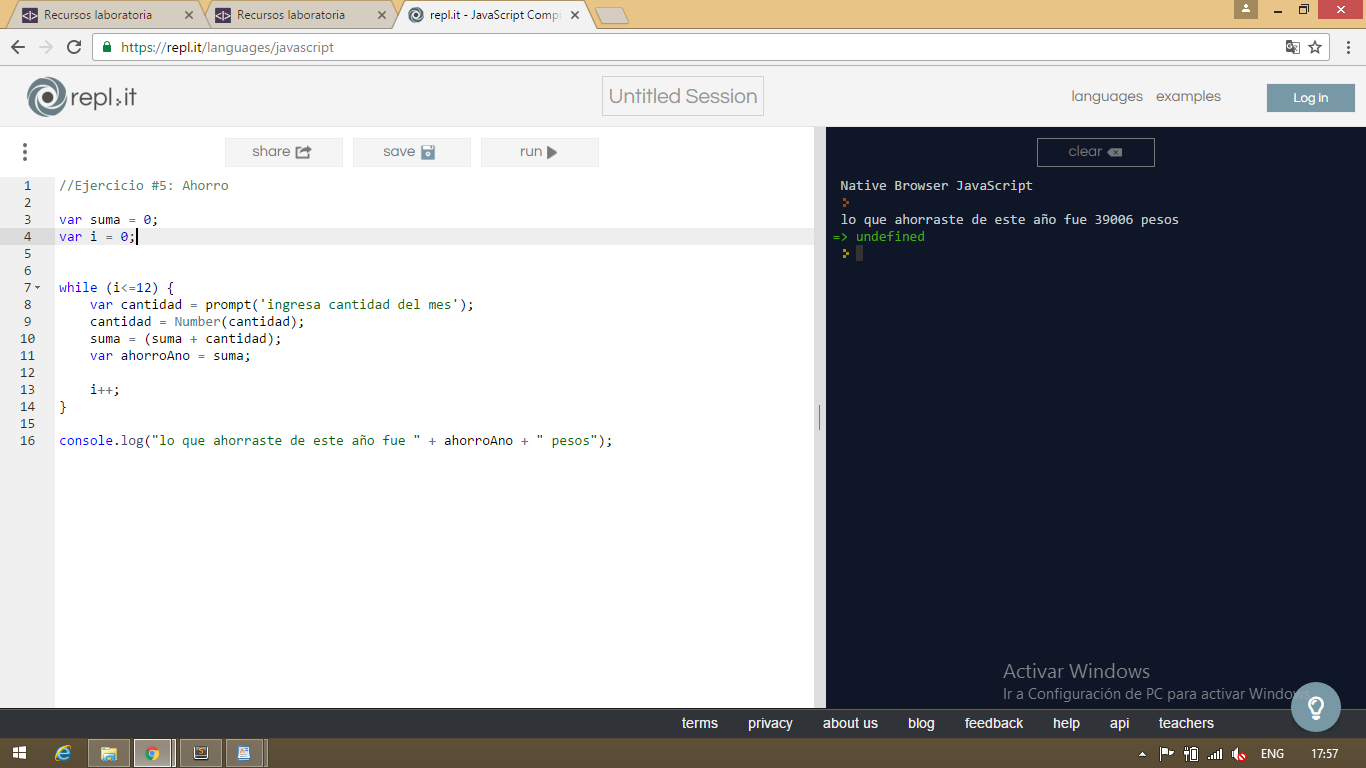 Recursos laboratoria
Recursos laboratoria
repl.it - JavaScript Comp
https://repl.it/languages/javascript
repl.it
Untitled Session
languages examples
Log in
share save run
clear
1 //Ejercicio #5: Ahorro
2
3 var suma = 0;
4 var i = 0;
5
6
7 while (i<=12) {
8 var cantidad = prompt('ingresa cantidad del mes');
9 cantidad = Number(cantidad);
10 suma = (suma + cantidad);
11 var ahorroAno = suma;
12
13 i++;
14 }
15
16 console.log("lo que ahorraste de este año fue " + ahorroAno + " pesos");
Native Browser JavaScript
lo que ahorraste de este año fue 39006 pesos
=> undefined
Activar Windows
Ir a Configuración de PC para activar Windows.
terms privacy about us blog feedback help api teachers
ENG 17:57